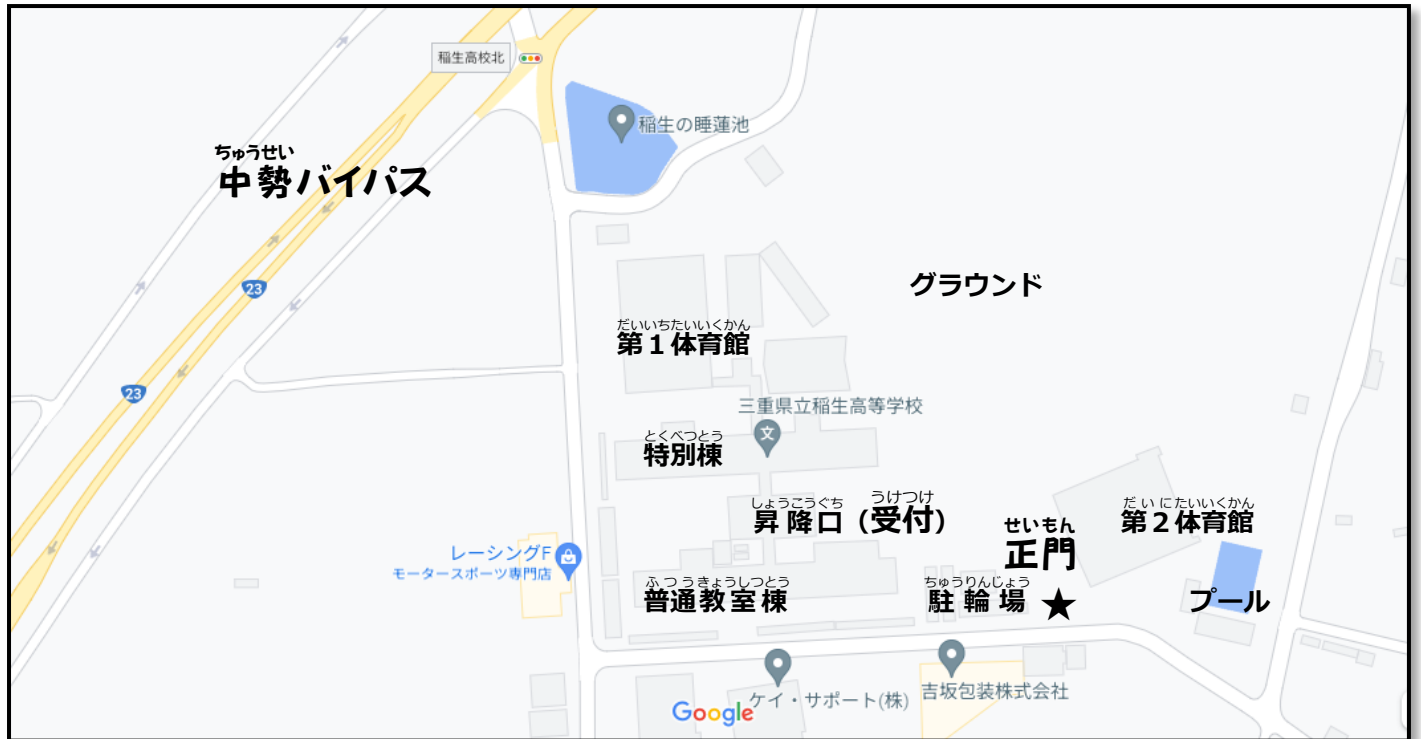 稲生高校北
稲生の睡蓮池
ちゅうせい
中勢バイパス
23
グラウンド
だいいちたいいくかん
第1体育館
23
三重県立稲生高等学校
文
とくべつとう
特別棟
しょうこうぐち うけつけ
昇降口(受付)
せいもん
正門
だいにたいいくかん
第2体育館
レーシングF
モータースポーツ専門店
ふつうきょうしつとう
普通教室棟
ちゅうりんじょう
駐輪場 ★
プール
ケイ・サポート(株)
吉坂包装株式会社
Google